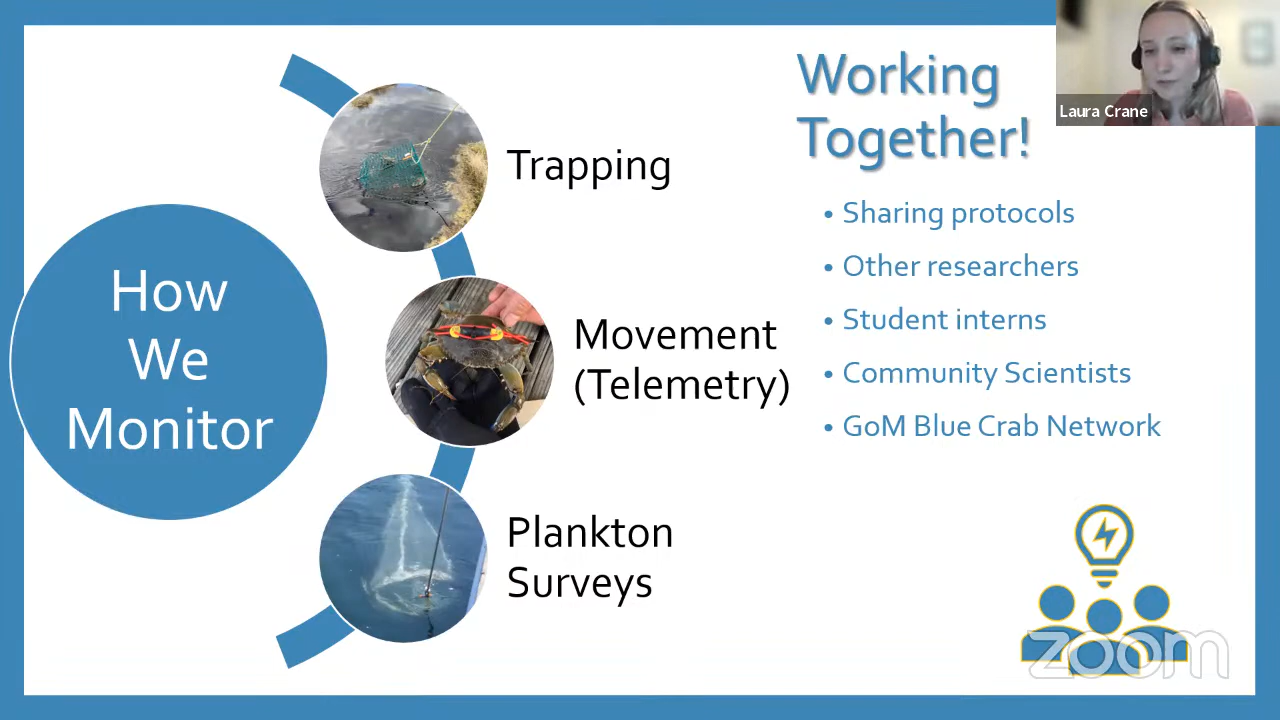 How
We
Monitor
Trapping
Movement
(Telemetry)
Plankton
Surveys
Working
Together!
• Sharing protocols
• Other researchers
• Student interns
• Community Scientists
• GoM Blue Crab Network
Laura Crane
zoom